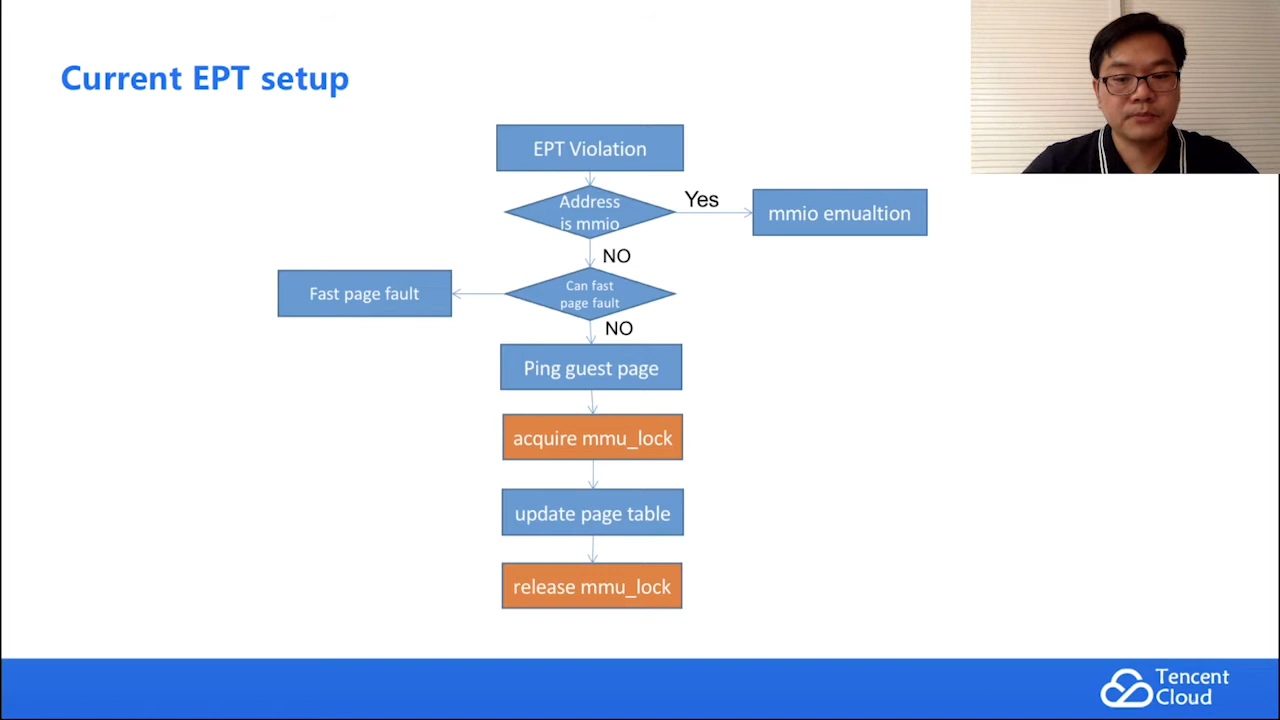 Current EPT setup
EPT Violation
Address
is mmio
Yes
mmio emualtion
NO
Can fast
page fault
Fast page fault
NO
Ping guest page
acquire mmu_lock
update page table
release mmu_lock
Tencent
Cloud